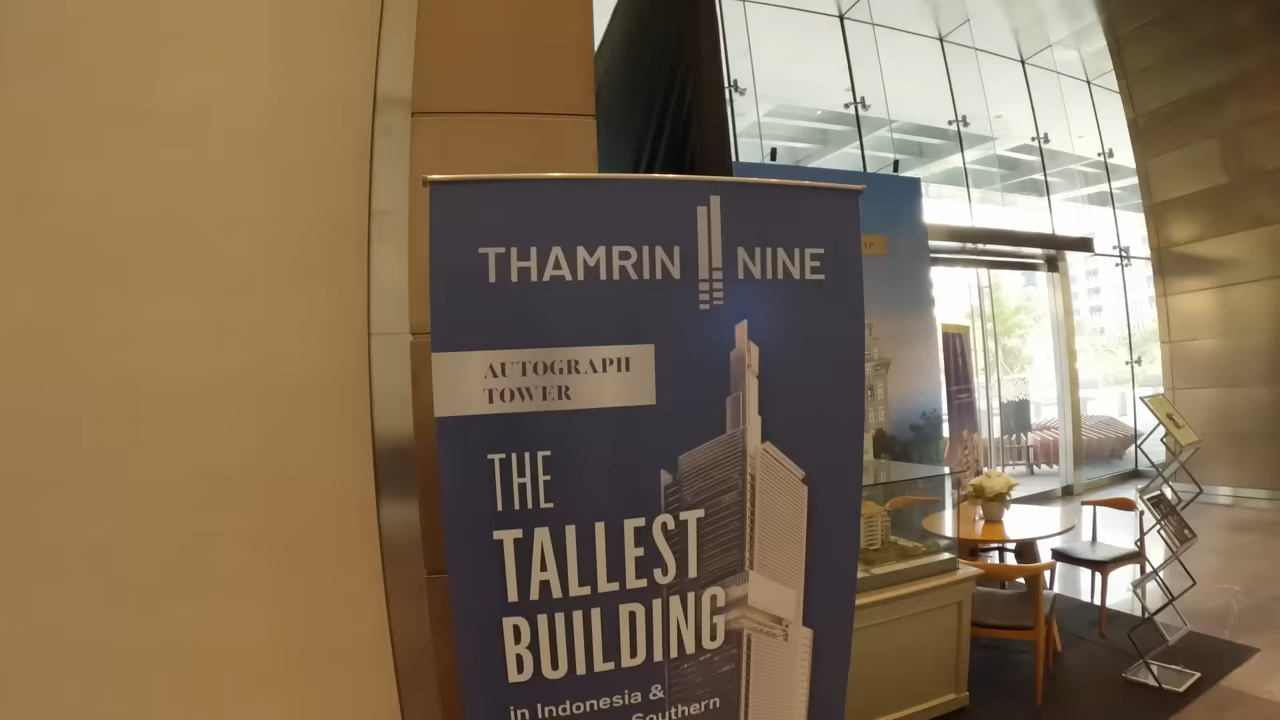 THAMRIN NINE
AUTOGRAPH
TOWER
THE
TALLEST
BUILDING
in Indonesia &
Southern